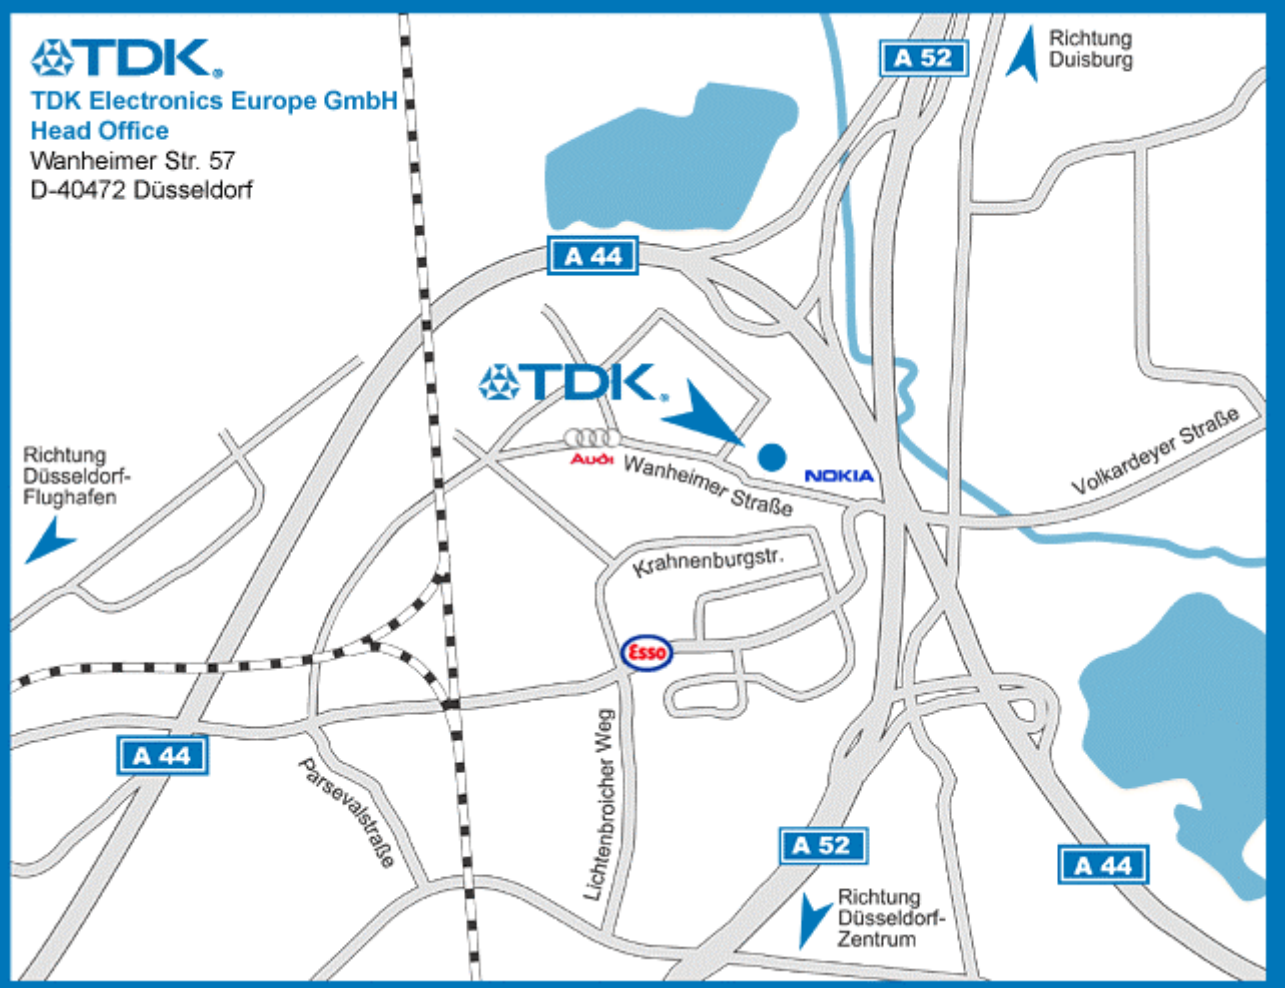 TDK
TDK Electronics Europe GmbH
Head Office
Wanheimer Str. 57
D-40472 Düsseldorf
A 52
Richtung
Duisburg
A 44
TDK
Richtung
Düsseldorf-
Flughafen
Audi
Wanheimer Straße
NOKIA
Volkardeyer Straße
Krahnenburgstr.
Esso
A 44
Parsevalstraße
Lichtenbroicher Weg
A 52
A 44
Richtung
Düsseldorf-
Zentrum